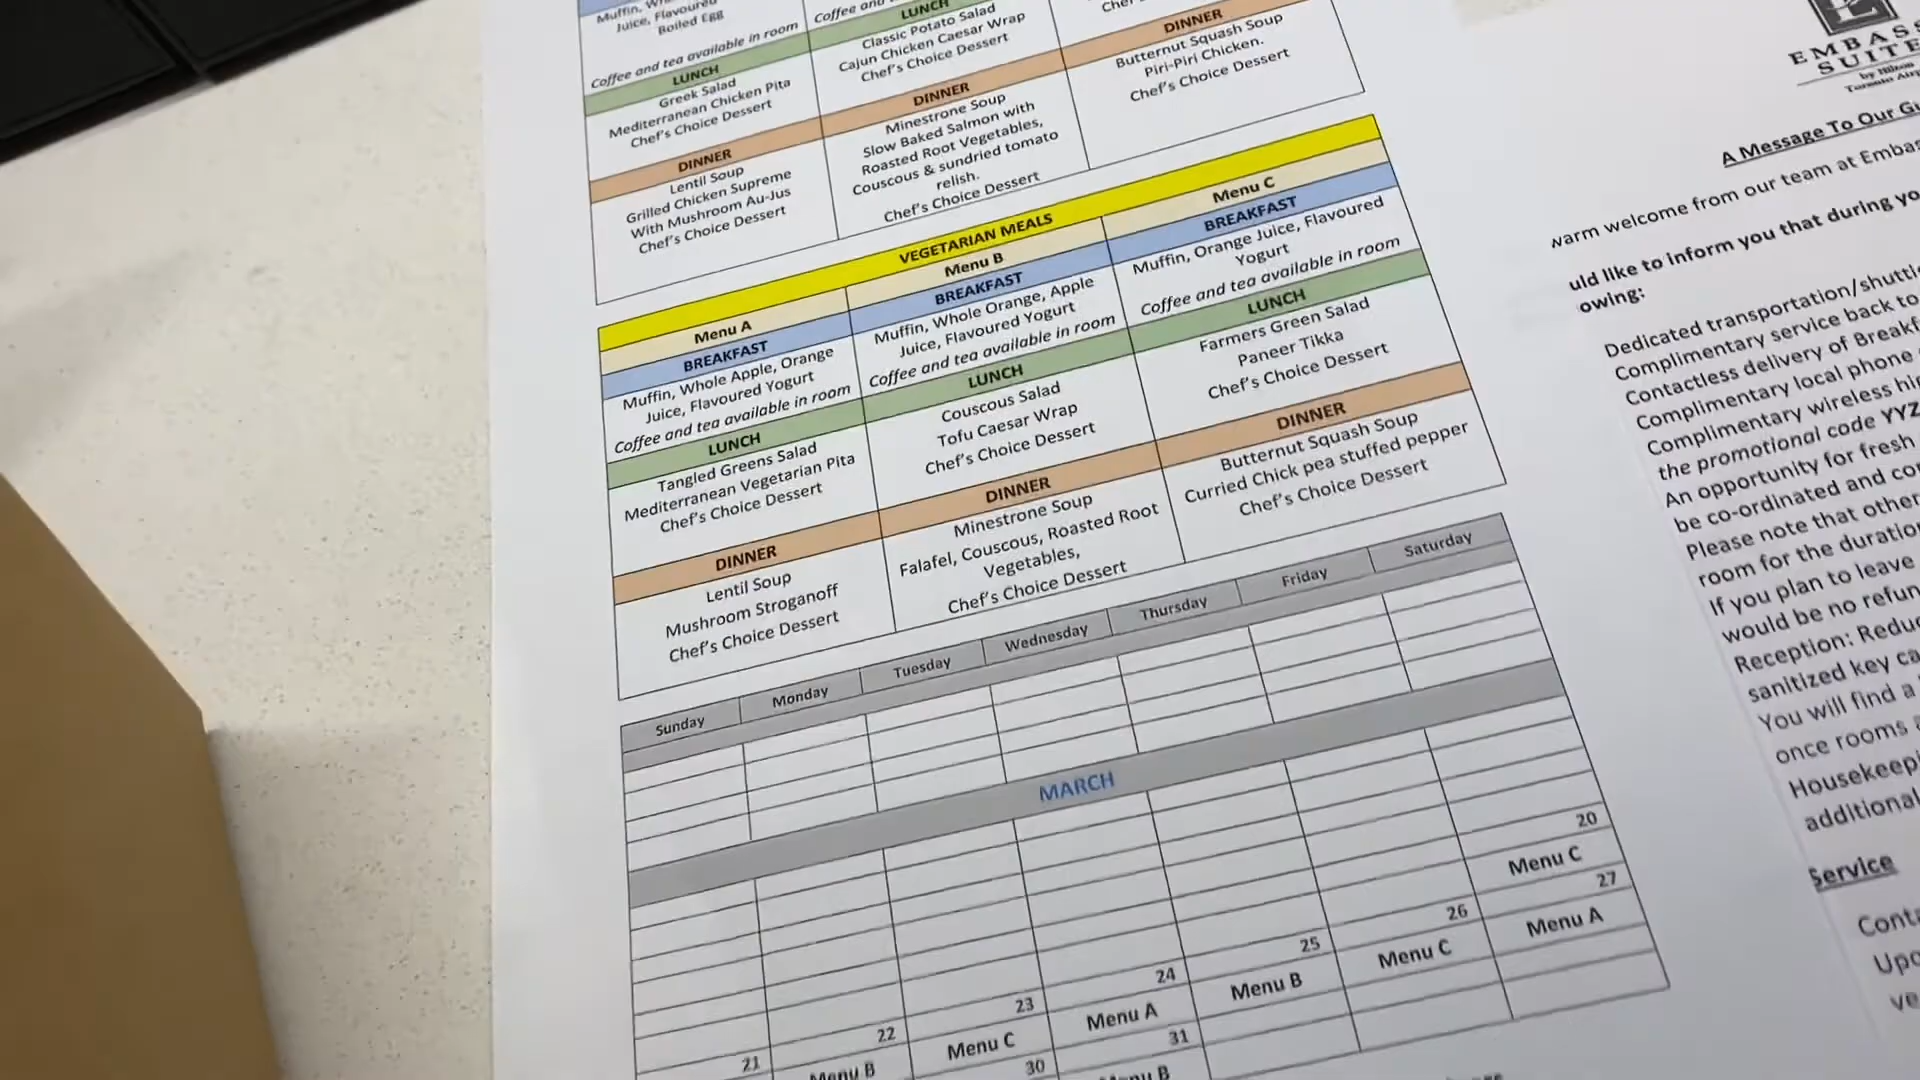 Muffin,
Juice, Flavoured
Boiled Egg
Coffee and tea available in room
LUNCH
Greek Salad
Mediterranean Chicken Pita
Chef's Choice Dessert
DINNER
Lentil Soup
Grilled Chicken Supreme
With Mushroom Au-Jus
Chef's Choice Dessert
Coffee and
LUNCH
Classic Potato Salad
Cajun Chicken Caesar Wrap
Chef's Choice Dessert
DINNER
Minestrone Soup
Slow Baked Salmon with
Roasted Root Vegetables,
Couscous & sundried tomato
relish.
Chef's Choice Dessert
DINNER
Butternut Squash Soup
Piri-Piri Chicken.
Chef's Choice Dessert
VEGETARIAN MEALS
Menu A
BREAKFAST
Muffin, Whole Apple, Orange
Juice, Flavoured Yogurt
Coffee and tea available in room
LUNCH
Tangled Greens Salad
Mediterranean Vegetarian Pita
Chef's Choice Dessert
DINNER
Lentil Soup
Mushroom Stroganoff
Chef's Choice Dessert
Menu B
BREAKFAST
Muffin, Whole Orange, Apple
Juice, Flavoured Yogurt
Coffee and tea available in room
LUNCH
Couscous Salad
Tofu Caesar Wrap
Chef's Choice Dessert
DINNER
Minestrone Soup
Falafel, Couscous, Roasted Root
Vegetables,
Chef's Choice Dessert
Menu C
BREAKFAST
Muffin, Orange Juice, Flavoured
Yogurt
Coffee and tea available in room
LUNCH
Farmers Green Salad
Paneer Tikka
Chef's Choice Dessert
DINNER
Butternut Squash Soup
Curried Chick pea stuffed pepper
Chef's Choice Dessert
Sunday Monday Tuesday Wednesday Thursday Friday Saturday
MARCH
20
Menu C
21 22 23 24 25 26 27
Menu B Menu C Menu A Menu B Menu C Menu A
30 31
EMBASS
SUITE
by Hilton
A Message To Our
warm welcome from our team at
uld like to inform you that during
owing:
Dedicated transportation/
Complimentary service back to
Contactless delivery of
Complimentary local phone
Complimentary wireless
the promotional code YYZ
An opportunity for fresh
be co-ordinated and
Please note that other
room for the
If you plan to leave
would be no
Reception:
sanitized key
You will find a
once rooms
additional
Service